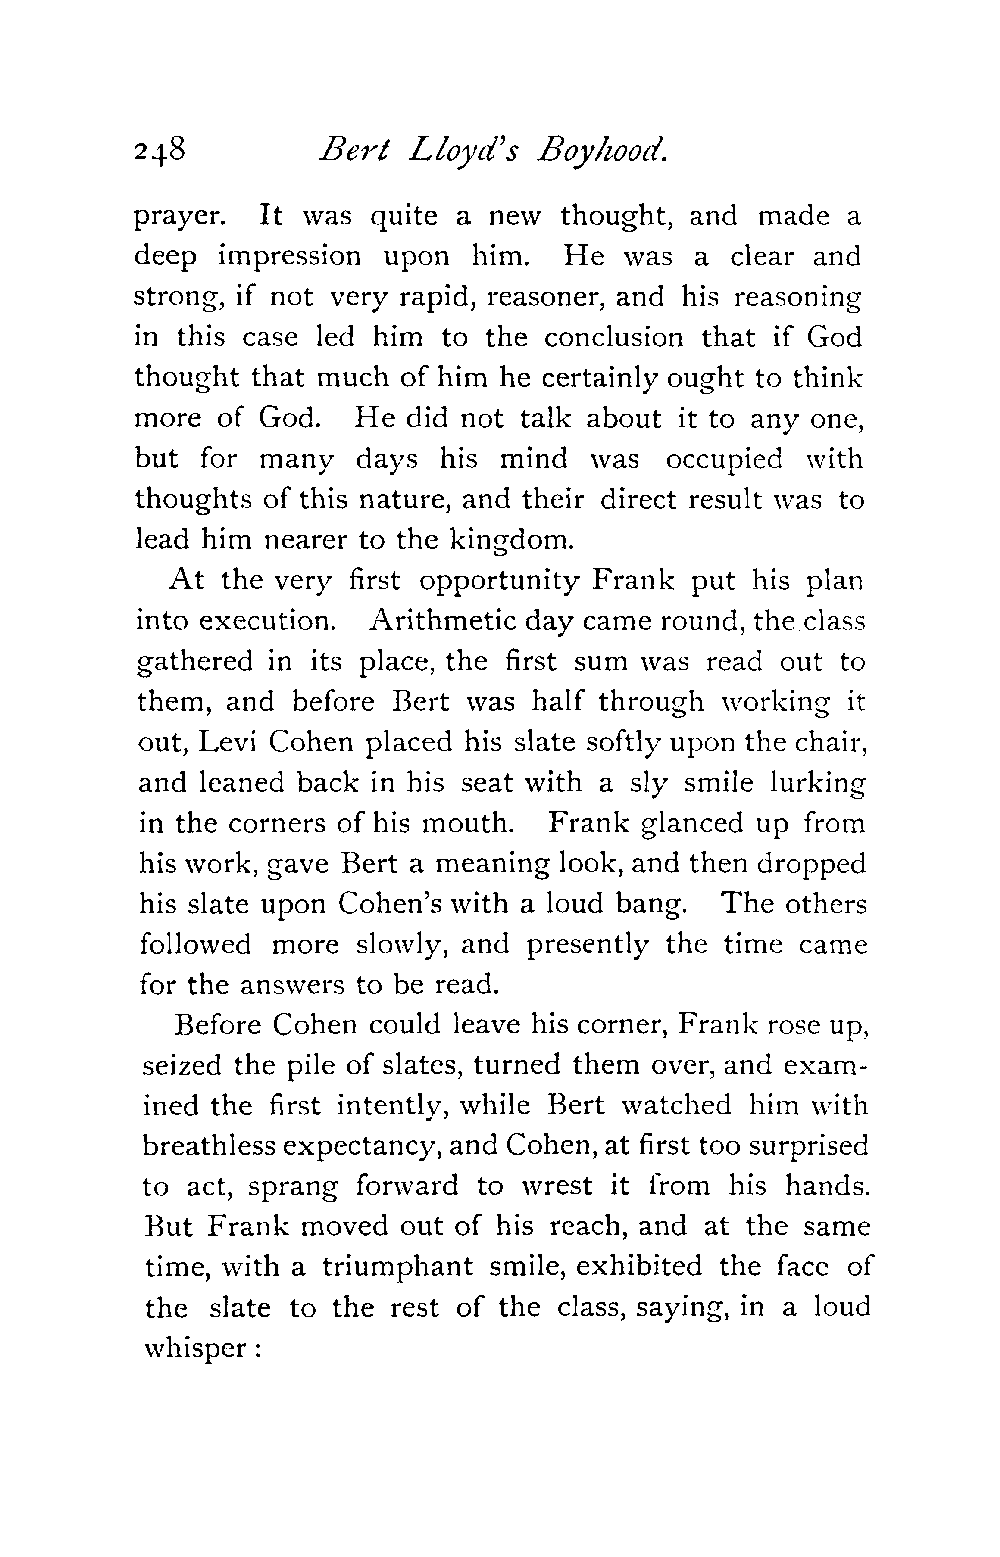 248 Bert Lloyd's Boyhood.
prayer. It was quite a new thought, and made a
deep impression upon him. He was a clear and
strong, if not very rapid, reasoner, and his reasoning
in this case led him to the conclusion that if God
thought that much of him he certainly ought to think
more of God. He did not talk about it to any one,
but for many days his mind was occupied with
thoughts of this nature, and their direct result was to
lead him nearer to the kingdom.
At the very first opportunity Frank put his plan
into execution. Arithmetic day came round, the class
gathered in its place, the first sum was read out to
them, and before Bert was half through working it
out, Levi Cohen placed his slate softly upon the chair,
and leaned back in his seat with a sly smile lurking
in the corners of his mouth. Frank glanced up from
his work, gave Bert a meaning look, and then dropped
his slate upon Cohen's with a loud bang. The others
followed more slowly, and presently the time came
for the answers to be read.
Before Cohen could leave his corner, Frank rose up,
seized the pile of slates, turned them over, and exam-
ined the first intently, while Bert watched him with
breathless expectancy, and Cohen, at first too surprised
to act, sprang forward to wrest it from his hands.
But Frank moved out of his reach, and at the same
time, with a triumphant smile, exhibited the face of
the slate to the rest of the class, saying, in a loud
whisper :